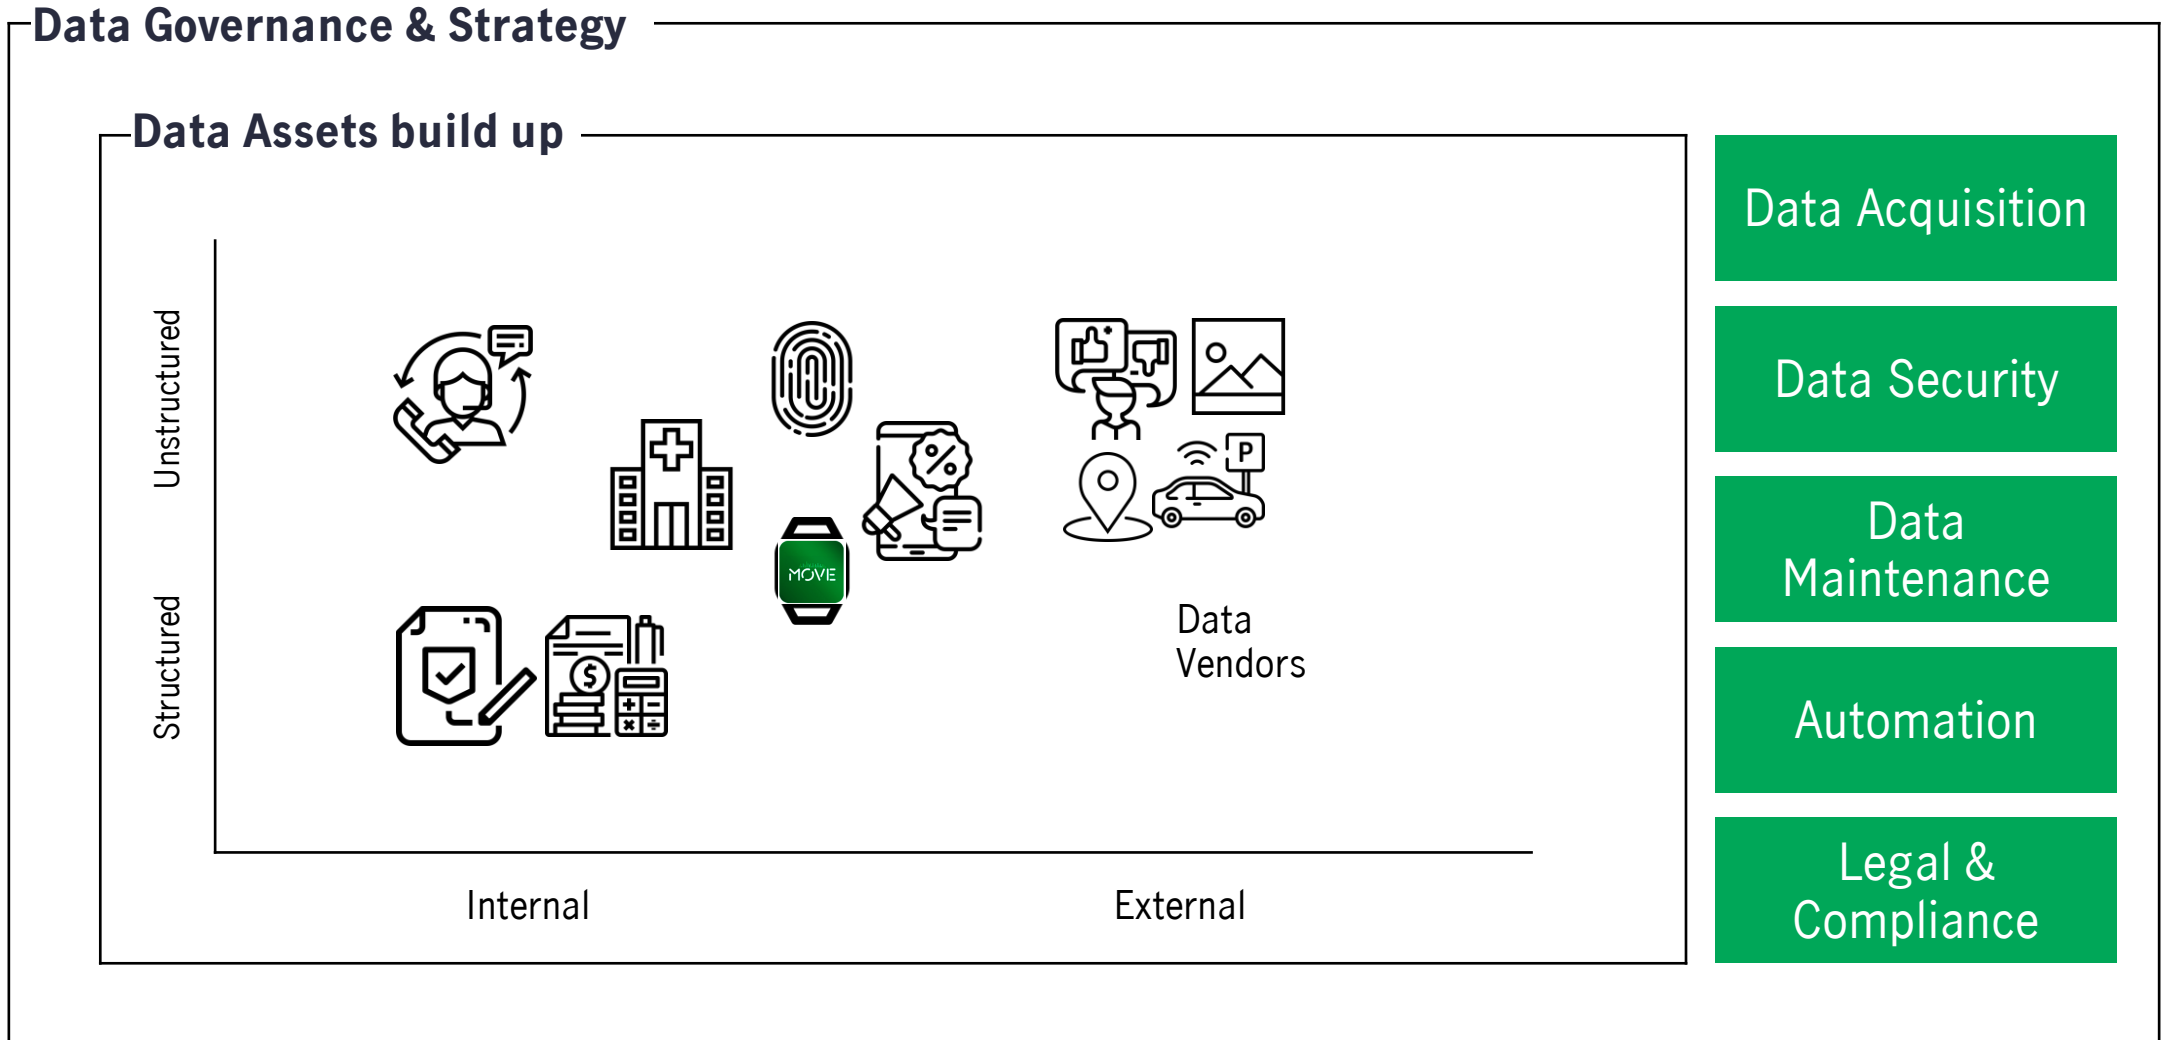 Data Governance & Strategy
Data Assets build up
Unstructured
Structured
P
%
MOVE
$
Data
Vendors
Internal
External
Data Acquisition
Data Security
Data
Maintenance
Automation
Legal &
Compliance